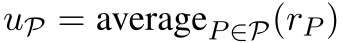 u_𝒫 = average_{P∈𝒫}(r_P)